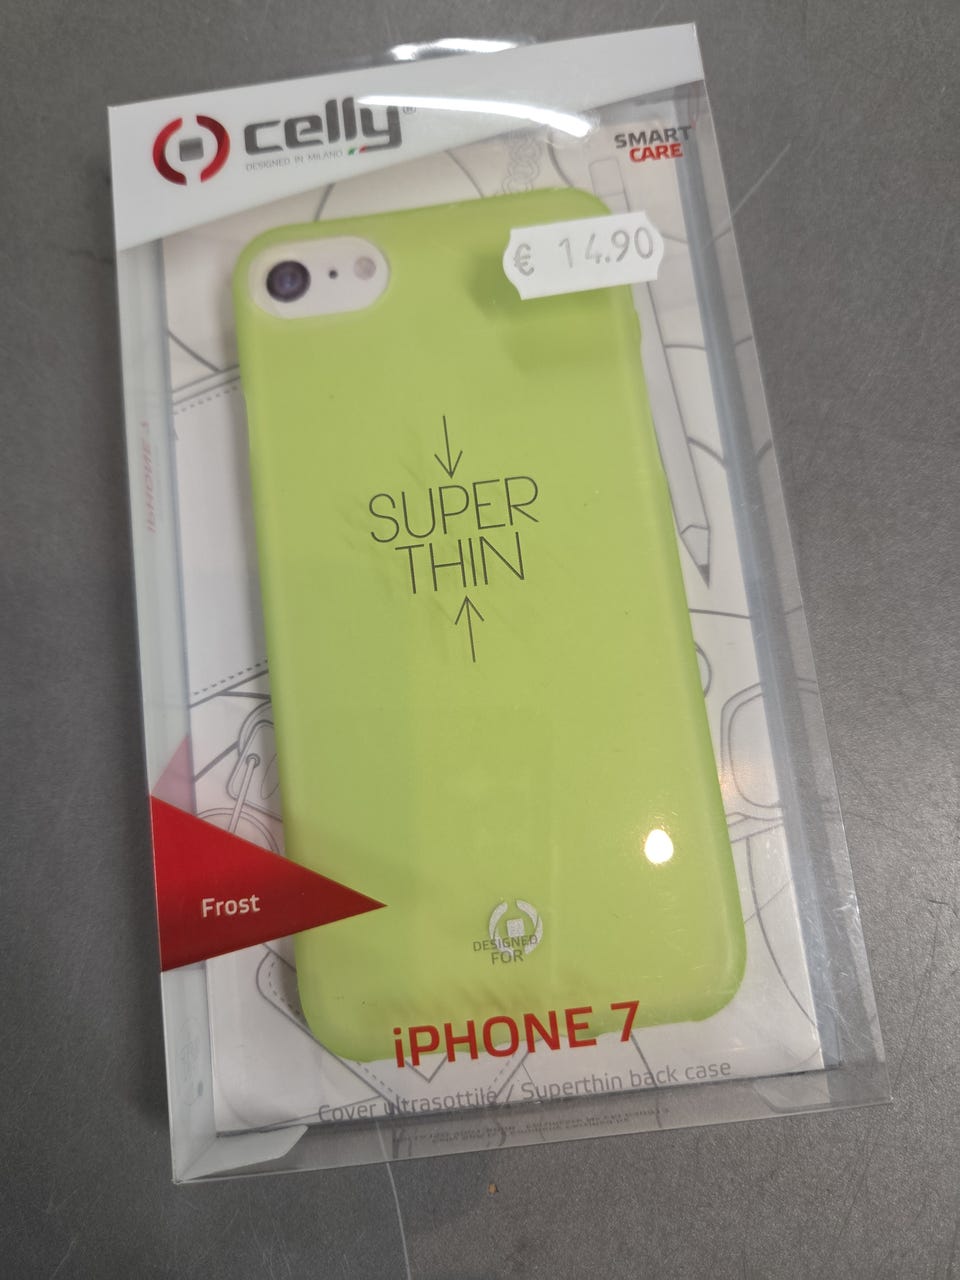 celly®
DESIGNED IN MILANO
SMART
CARE
€ 14.90
SUPER
THIN
Frost
DESIGNED
FOR
iPHONE 7
Cover ultrasottile / Superthin back case